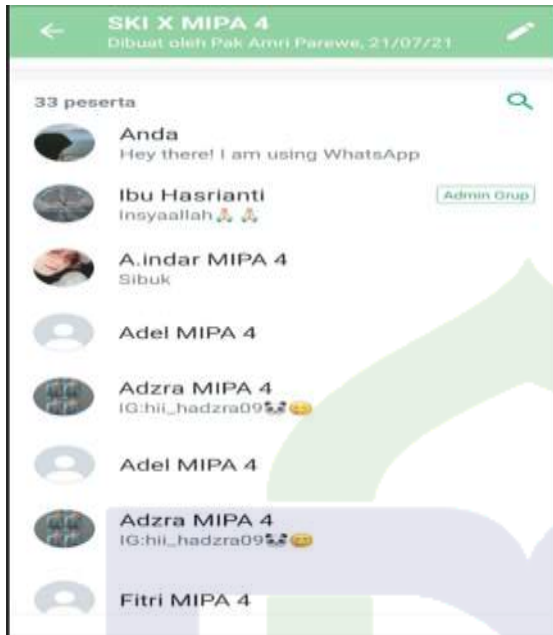 SKI X MIPA 4
Dibuat oleh Pak Amri Parewe, 21/07/21
33 peserta
Anda
Hey there! I am using WhatsApp
Ibu Hasrianti
Admin Grup
Insyaallah🙏🙏
A.indar MIPA 4
Sibuk
Adel MIPA 4
Adzra MIPA 4
IG:hii_hadzra09🐼😊
Adel MIPA 4
Adzra MIPA 4
IG:hii_hadzra09🐼😊
Fitri MIPA 4